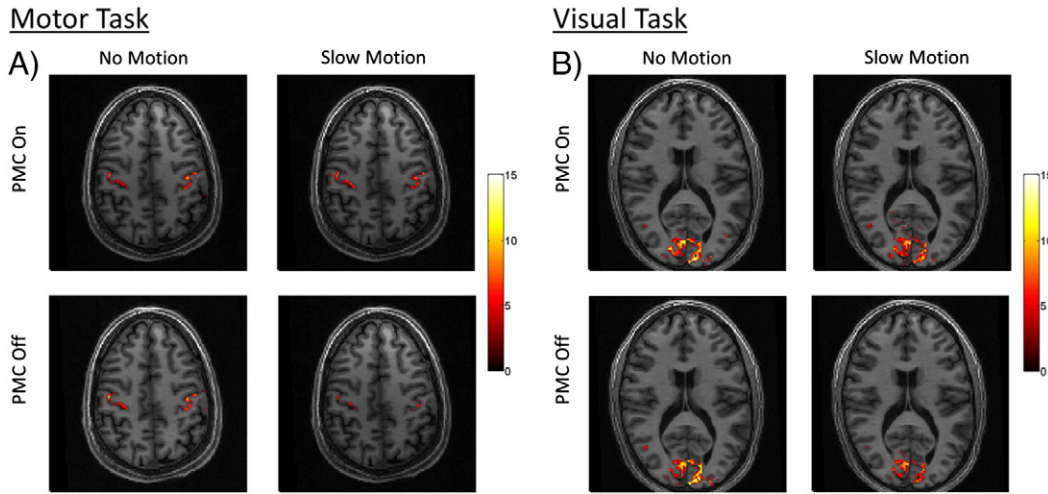 Motor Task
Visual Task
A)
No Motion
Slow Motion
B)
No Motion
Slow Motion
PMC On
15
10
5
0
PMC On
15
10
5
0
PMC Off
PMC Off